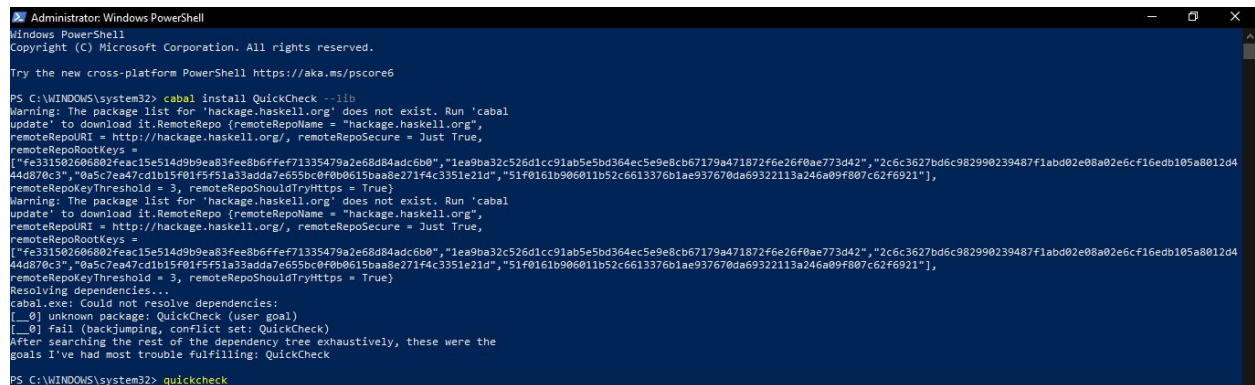 Administrator: Windows PowerShell
Windows PowerShell
Copyright (C) Microsoft Corporation. All rights reserved.
Try the new cross-platform PowerShell https://aka.ms/pscore6
PS C:\WINDOWS\system32> cabal install QuickCheck --lib
Warning: The package list for 'hackage.haskell.org' does not exist. Run 'cabal
update' to download it.RemoteRepo {remoteRepoName = "hackage.haskell.org",
remoteRepoURI = http://hackage.haskell.org/, remoteRepoSecure = Just True,
remoteRepoRootKeys =
["fe331502606802feac15e514d9b9ea83fee8b6ffef71335479a2e68d84adc6b0","1ea9ba32c526d1cc91ab5e5bd364ec5e9e8cb67179a471872f6e26f0ae773d42","2c6c3627bd6c982990239487f1abd02e08a02e6cf16edb105a8012d4
44d870c3","0a5c7ea47cd1b15f01f5f51a33adda7e655bc0f0b0615baa8e271f4c3351e21d","51f0161b906011b52c6613376b1ae937670da69322113a246a09f807c62f6921"],
remoteRepoKeyThreshold = 3, remoteRepoShouldTryHttps = True}
Warning: The package list for 'hackage.haskell.org' does not exist. Run 'cabal
update' to download it.RemoteRepo {remoteRepoName = "hackage.haskell.org",
remoteRepoURI = http://hackage.haskell.org/, remoteRepoSecure = Just True,
remoteRepoRootKeys =
["fe331502606802feac15e514d9b9ea83fee8b6ffef71335479a2e68d84adc6b0","1ea9ba32c526d1cc91ab5e5bd364ec5e9e8cb67179a471872f6e26f0ae773d42","2c6c3627bd6c982990239487f1abd02e08a02e6cf16edb105a8012d4
44d870c3","0a5c7ea47cd1b15f01f5f51a33adda7e655bc0f0b0615baa8e271f4c3351e21d","51f0161b906011b52c6613376b1ae937670da69322113a246a09f807c62f6921"],
remoteRepoKeyThreshold = 3, remoteRepoShouldTryHttps = True}
Resolving dependencies...
cabal.exe: Could not resolve dependencies:
[__0] unknown package: QuickCheck (user goal)
[__0] fail (backjumping, conflict set: QuickCheck)
After searching the rest of the dependency tree exhaustively, these were the
goals I've had most trouble fulfilling: QuickCheck
PS C:\WINDOWS\system32> quickcheck